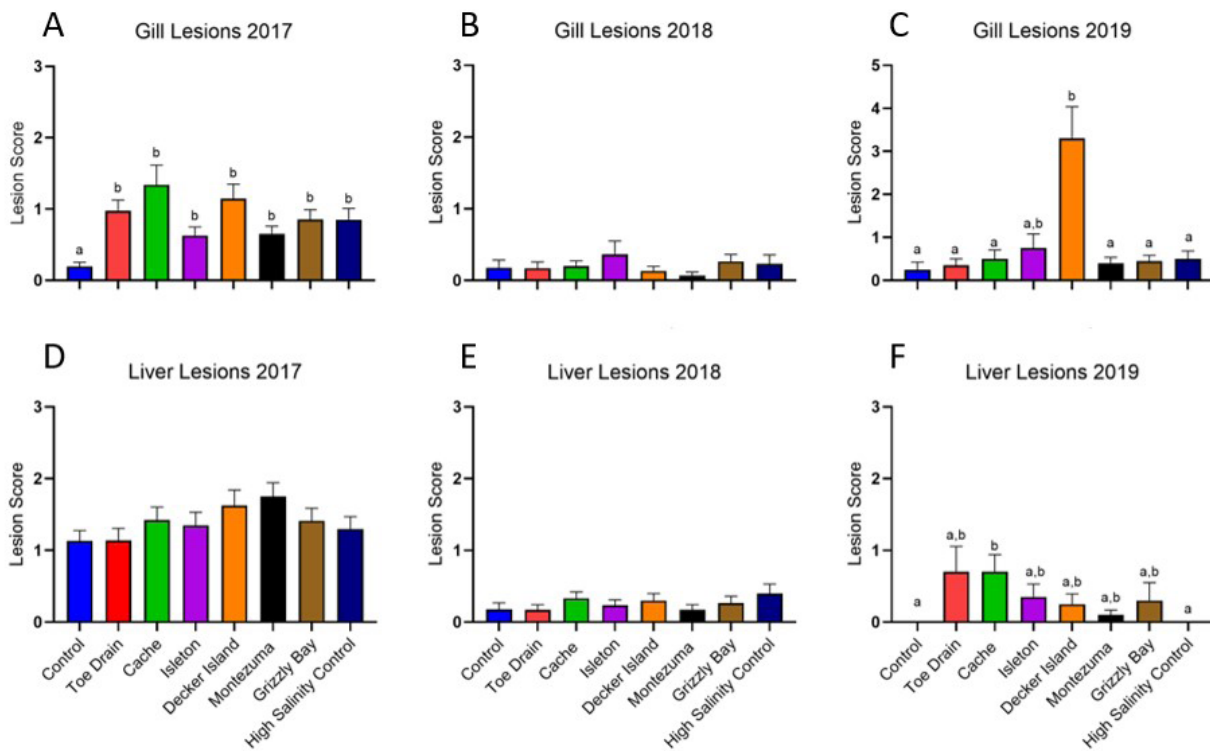 A
Gill Lesions 2017
Lesion Score
3
2
1
0
a
b
b
b
b
b
b
b
B
Gill Lesions 2018
Lesion Score
3
2
1
0
C
Gill Lesions 2019
Lesion Score
5
4
3
2
1
0
a
a
a
a,b
b
a
a
a
D
Liver Lesions 2017
Lesion Score
3
2
1
0
Control
Toe Drain
Cache
Isleton
Decker Island
Montezuma
Grizzly Bay
High Salinity Control
E
Liver Lesions 2018
Lesion Score
3
2
1
0
Control
Toe Drain
Cache
Isleton
Decker Island
Montezuma
Grizzly Bay
High Salinity Control
F
Liver Lesions 2019
Lesion Score
3
2
1
0
a
a,b
b
a,b
a,b
a,b
a,b
a
Control
Toe Drain
Cache
Isleton
Decker Island
Montezuma
Grizzly Bay
High Salinity Control